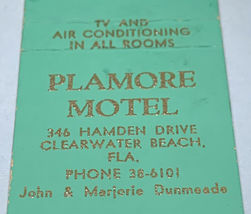 TV AND
AIR CONDITIONING
IN ALL ROOMS
PLAMORE
MOTEL
346 HAMDEN DRIVE
CLEARWATER BEACH,
FLA.
PHONE 36-6101
John & Marjorie Dunmeade